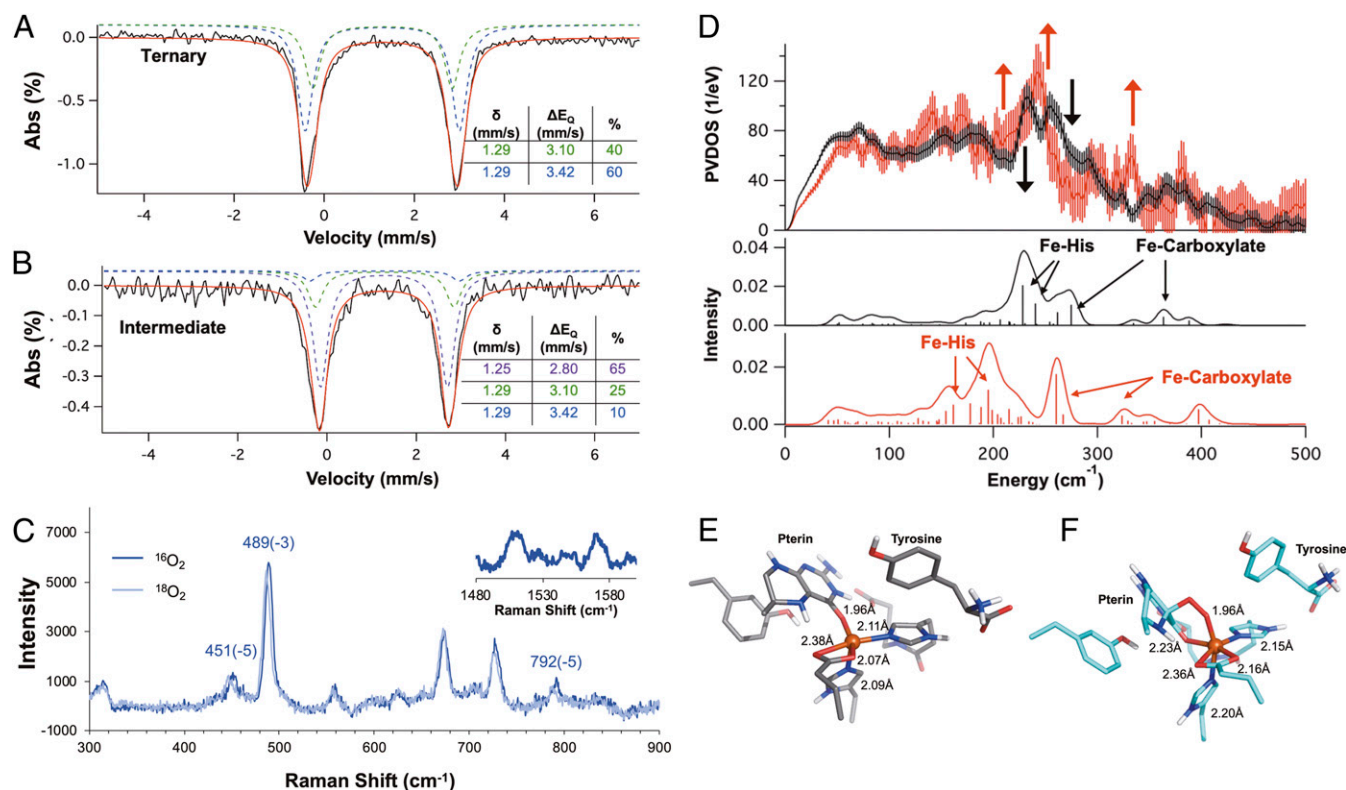 A
Abs (%)
0.0
-0.5
-1.0
Ternary
δ (mm/s) ΔEQ (mm/s) %
1.29 3.10 40
1.29 3.42 60
-4 -2 0 2 4 6
Velocity (mm/s)
B
Abs (%)
0.0
-0.1
-0.2
-0.3
-0.4
Intermediate
δ (mm/s) ΔEQ (mm/s) %
1.25 2.80 65
1.29 3.10 25
1.29 3.42 10
-4 -2 0 2 4 6
Velocity (mm/s)
C
Intensity
7000
5000
3000
1000
-1000
¹⁶O₂
¹⁸O₂
489(-3)
451(-5)
792(-5)
1480 1530 1580
Raman Shift (cm⁻¹)
300 400 500 600 700 800 900
Raman Shift (cm⁻¹)
D
PVDOS (1/eV)
120
80
40
0
Intensity
0.04
0.00
Fe-His
Fe-Carboxylate
0.02
0.00
Fe-His
Fe-Carboxylate
0 100 200 300 400 500
Energy (cm⁻¹)
E
Pterin
Tyrosine
1.96Å
2.11Å
2.38Å
2.07Å
2.09Å
F
Tyrosine
Pterin
1.96Å
2.23Å
2.15Å
2.36Å
2.16Å
2.20Å